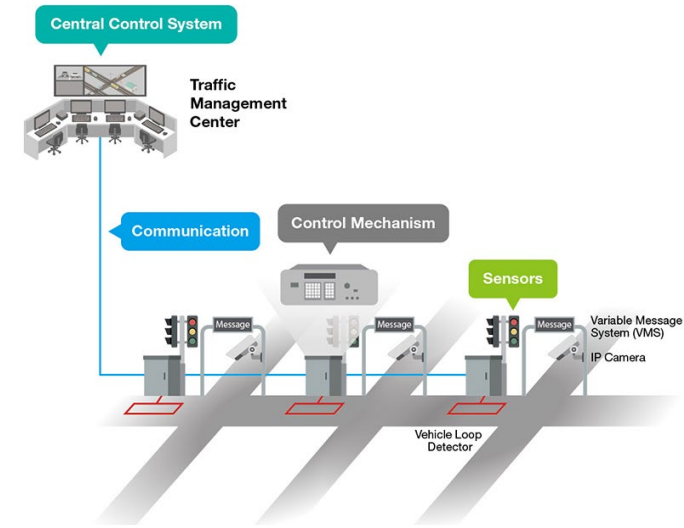 Central Control System
Traffic
Management
Center
Communication
Control Mechanism
Sensors
Message
Message
Message
Variable Message
System (VMS)
IP Camera
Vehicle Loop
Detector